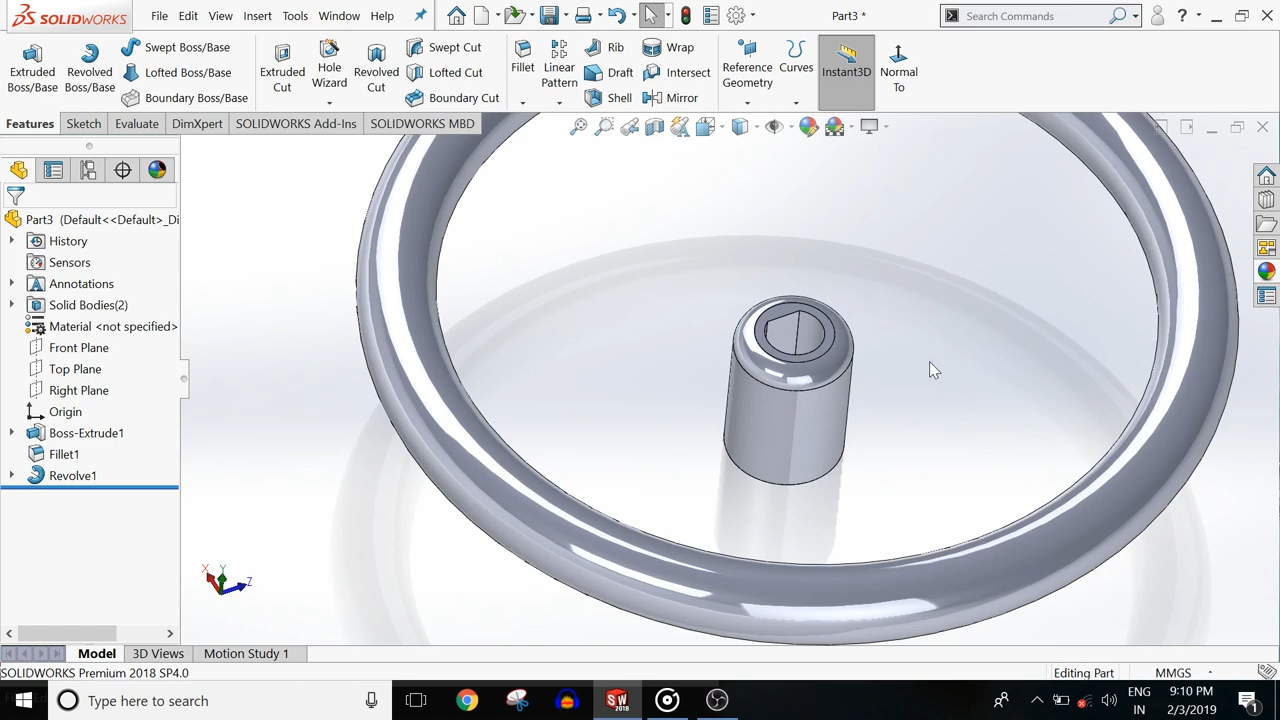 SOLIDWORKS File Edit View Insert Tools Window Help Part3 * Search Commands ?
Extruded Boss/Base Revolved Boss/Base Swept Boss/Base Lofted Boss/Base Boundary Boss/Base Extruded Cut Hole Wizard Revolved Cut Swept Cut Lofted Cut Boundary Cut Fillet Linear Pattern Rib Draft Shell Wrap Intersect Mirror Reference Geometry Curves Instant3D Normal To
Features Sketch Evaluate DimXpert SOLIDWORKS Add-Ins SOLIDWORKS MBD
Part3 (Default<<Default>_Di
History
Sensors
Annotations
Solid Bodies(2)
Material <not specified>
Front Plane
Top Plane
Right Plane
Origin
Boss-Extrude1
Fillet1
Revolve1
X Y Z
Model 3D Views Motion Study 1
SOLIDWORKS Premium 2018 SP4.0 Editing Part MMGS
Type here to search SW 2018 ENG IN 9:10 PM 2/3/2019 1